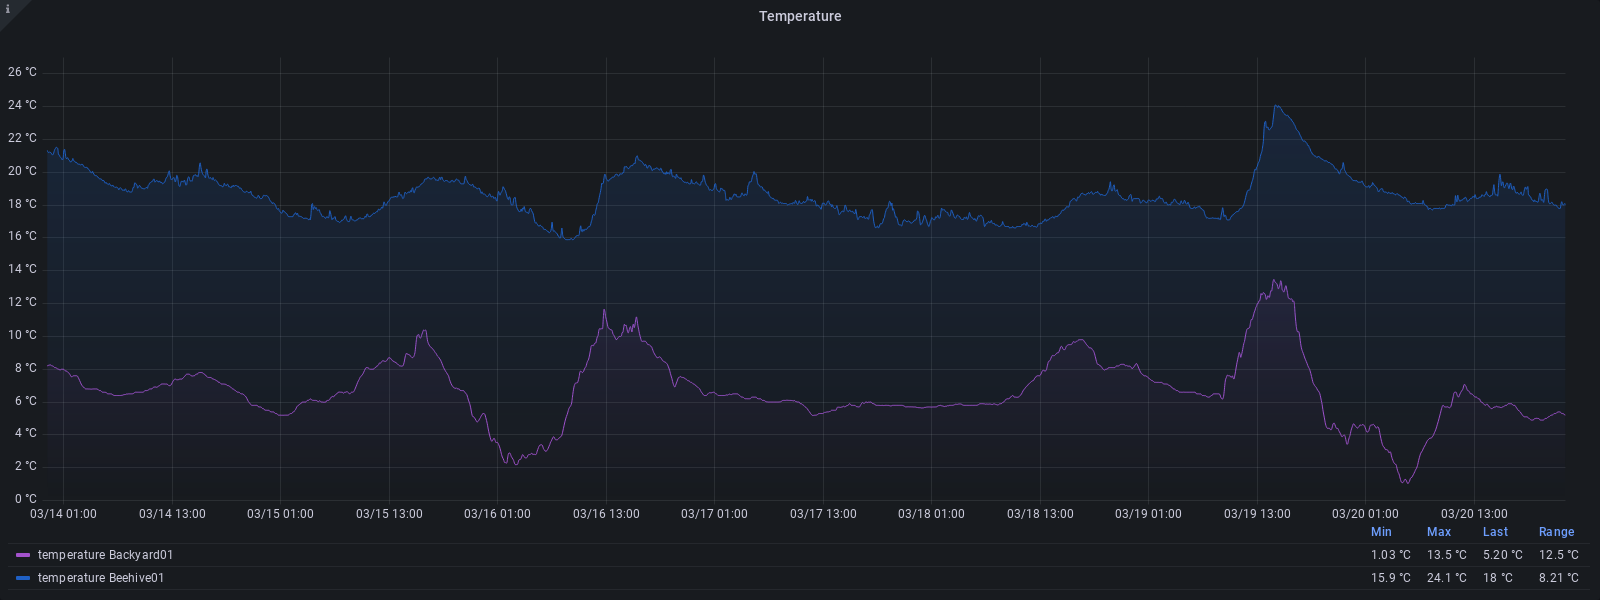 i
Temperature
26 °C
24 °C
22 °C
20 °C
18 °C
16 °C
14 °C
12 °C
10 °C
8 °C
6 °C
4 °C
2 °C
0 °C
03/14 01:00 03/14 13:00 03/15 01:00 03/15 13:00 03/16 01:00 03/16 13:00 03/17 01:00 03/17 13:00 03/18 01:00 03/18 13:00 03/19 01:00 03/19 13:00 03/20 01:00 03/20 13:00
Min Max Last Range
temperature Backyard01 1.03 °C 13.5 °C 5.20 °C 12.5 °C
temperature Beehive01 15.9 °C 24.1 °C 18 °C 8.21 °C